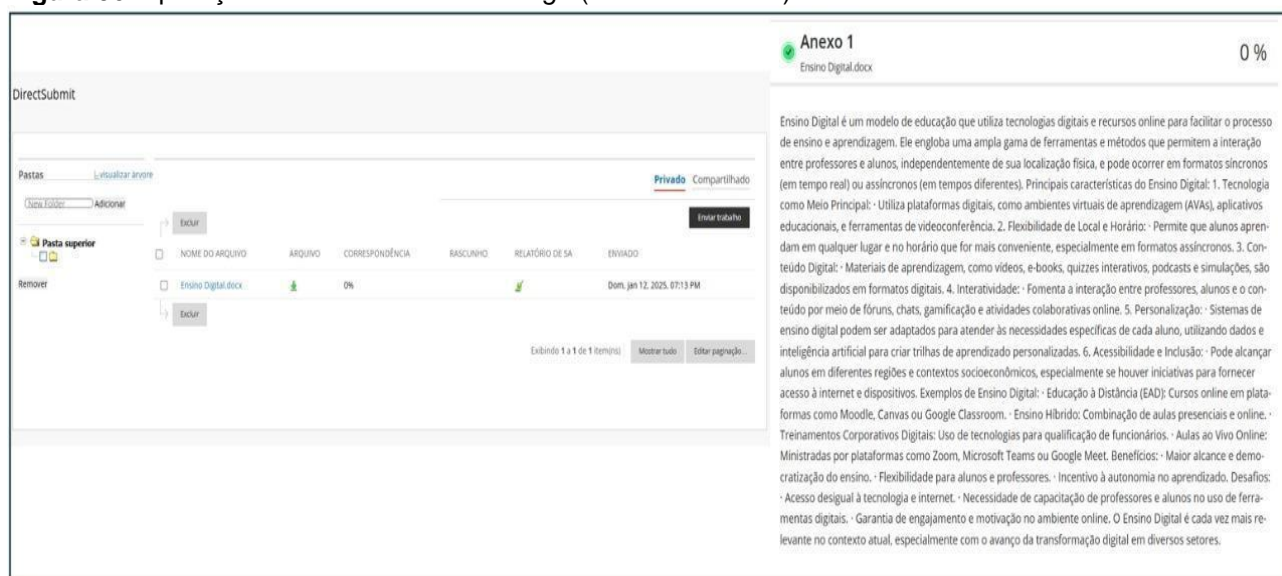 DirectSubmit
Pastas
visualizar árvore
New Folder
Adicionar
Pasta superior
Remover
Privado Compartilhado
Excluir
Enviar trabalho
NOME DO ARQUIVO ARQUIVO CORRESPONDÊNCIA RASCUNHO RELATÓRIO DE SA ENVIADO
Ensino Digital.docx 0% Dom. jan 12. 2025. 07:13 PM
Excluir
Exibindo 1 a 1 de 1 item(ns) Mostrar tudo Editar paginação...
Anexo 1
0 %
Ensino Digital.docx
Ensino Digital é um modelo de educação que utiliza tecnologias digitais e recursos online para facilitar o processo
de ensino e aprendizagem. Ele engloba uma ampla gama de ferramentas e métodos que permitem a interação
entre professores e alunos, independentemente de sua localização física, e pode ocorrer em formatos síncronos
(em tempo real) ou assíncronos (em tempos diferentes). Principais características do Ensino Digital: 1. Tecnologia
como Meio Principal: · Utiliza plataformas digitais, como ambientes virtuais de aprendizagem (AVAs), aplicativos
educacionais, e ferramentas de videoconferência. 2. Flexibilidade de Local e Horário: · Permite que alunos apren-
dam em qualquer lugar e no horário que for mais conveniente, especialmente em formatos assíncronos. 3. Con-
teúdo Digital: · Materiais de aprendizagem, como vídeos, e-books, quizzes interativos, podcasts e simulações, são
disponibilizados em formatos digitais. 4. Interatividade: · Fomenta a interação entre professores, alunos e o con-
teúdo por meio de fóruns, chats, gamificação e atividades colaborativas online. 5. Personalização: · Sistemas de
ensino digital podem ser adaptados para atender às necessidades específicas de cada aluno, utilizando dados e
inteligência artificial para criar trilhas de aprendizado personalizadas. 6. Acessibilidade e Inclusão: · Pode alcançar
alunos em diferentes regiões e contextos socioeconômicos, especialmente se houver iniciativas para fornecer
acesso à internet e dispositivos. Exemplos de Ensino Digital: · Educação à Distância (EAD): Cursos online em plata-
formas como Moodle, Canvas ou Google Classroom. · Ensino Híbrido: Combinação de aulas presenciais e online. ·
Treinamentos Corporativos Digitais: Uso de tecnologias para qualificação de funcionários. · Aulas ao Vivo Online:
Ministradas por plataformas como Zoom, Microsoft Teams ou Google Meet. Benefícios: · Maior alcance e demo-
cratização do ensino. · Flexibilidade para alunos e professores. · Incentivo à autonomia no aprendizado. Desafios:
· Acesso desigual à tecnologia e internet. · Necessidade de capacitação de professores e alunos no uso de ferra-
mentas digitais. · Garantia de engajamento e motivação no ambiente online. O Ensino Digital é cada vez mais re-
levante no contexto atual, especialmente com o avanço da transformação digital em diversos setores.